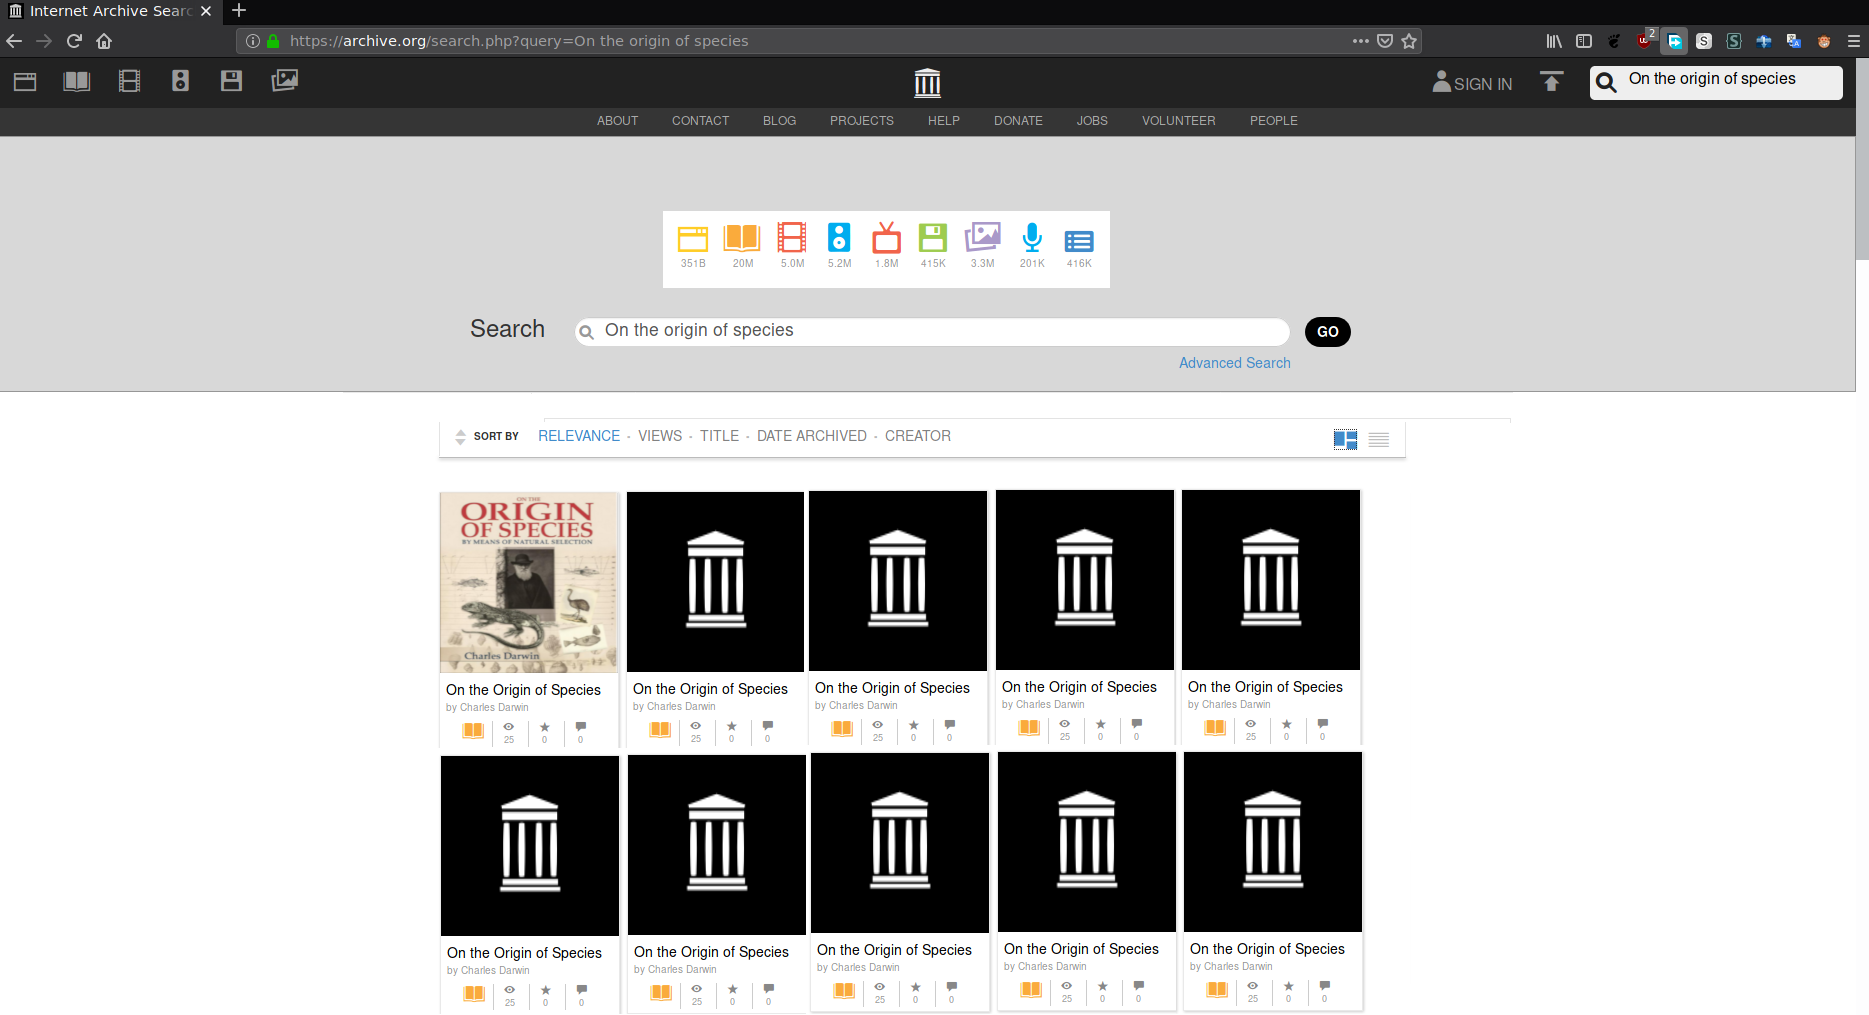 Internet Archive Searc
2
https://archive.org/search.php?query=On the origin of species
SIGN IN
On the origin of species
ABOUT CONTACT BLOG PROJECTS HELP DONATE JOBS VOLUNTEER PEOPLE
351B 20M 5.0M 5.2M 1.8M 415K 3.3M 201K 416K
Search On the origin of species GO
Advanced Search
SORT BY RELEVANCE · VIEWS · TITLE · DATE ARCHIVED · CREATOR
ON THE
ORIGIN
OF SPECIES
BY MEANS OF NATURAL SELECTION
Charles Darwin
On the Origin of Species On the Origin of Species On the Origin of Species On the Origin of Species On the Origin of Species
by Charles Darwin by Charles Darwin by Charles Darwin by Charles Darwin by Charles Darwin
25 0 0 25 0 0 25 0 0 25 0 0 25 0 0
On the Origin of Species On the Origin of Species On the Origin of Species On the Origin of Species On the Origin of Species
by Charles Darwin by Charles Darwin by Charles Darwin by Charles Darwin by Charles Darwin
25 0 0 25 0 0 25 0 0 25 0 0 25 0 0